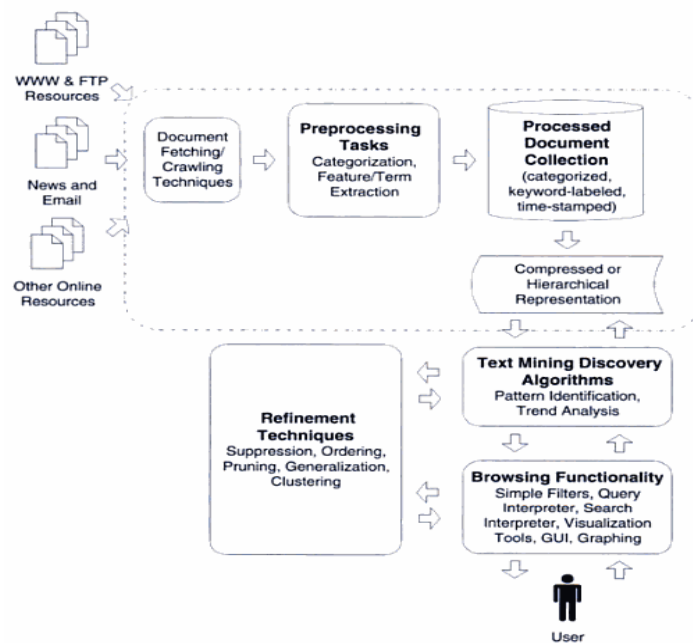 WWW & FTP
Resources
News and
Email
Other Online
Resources
Document
Fetching/
Crawling
Techniques
Preprocessing
Tasks
Categorization,
Feature/Term
Extraction
Processed
Document
Collection
(categorized,
keyword-labeled,
time-stamped)
Compressed or
Hierarchical
Representation
Text Mining Discovery
Algorithms
Pattern Identification,
Trend Analysis
Refinement
Techniques
Suppression, Ordering,
Pruning, Generalization,
Clustering
Browsing Functionality
Simple Filters, Query
Interpreter, Search
Interpreter, Visualization
Tools, GUI, Graphing
User